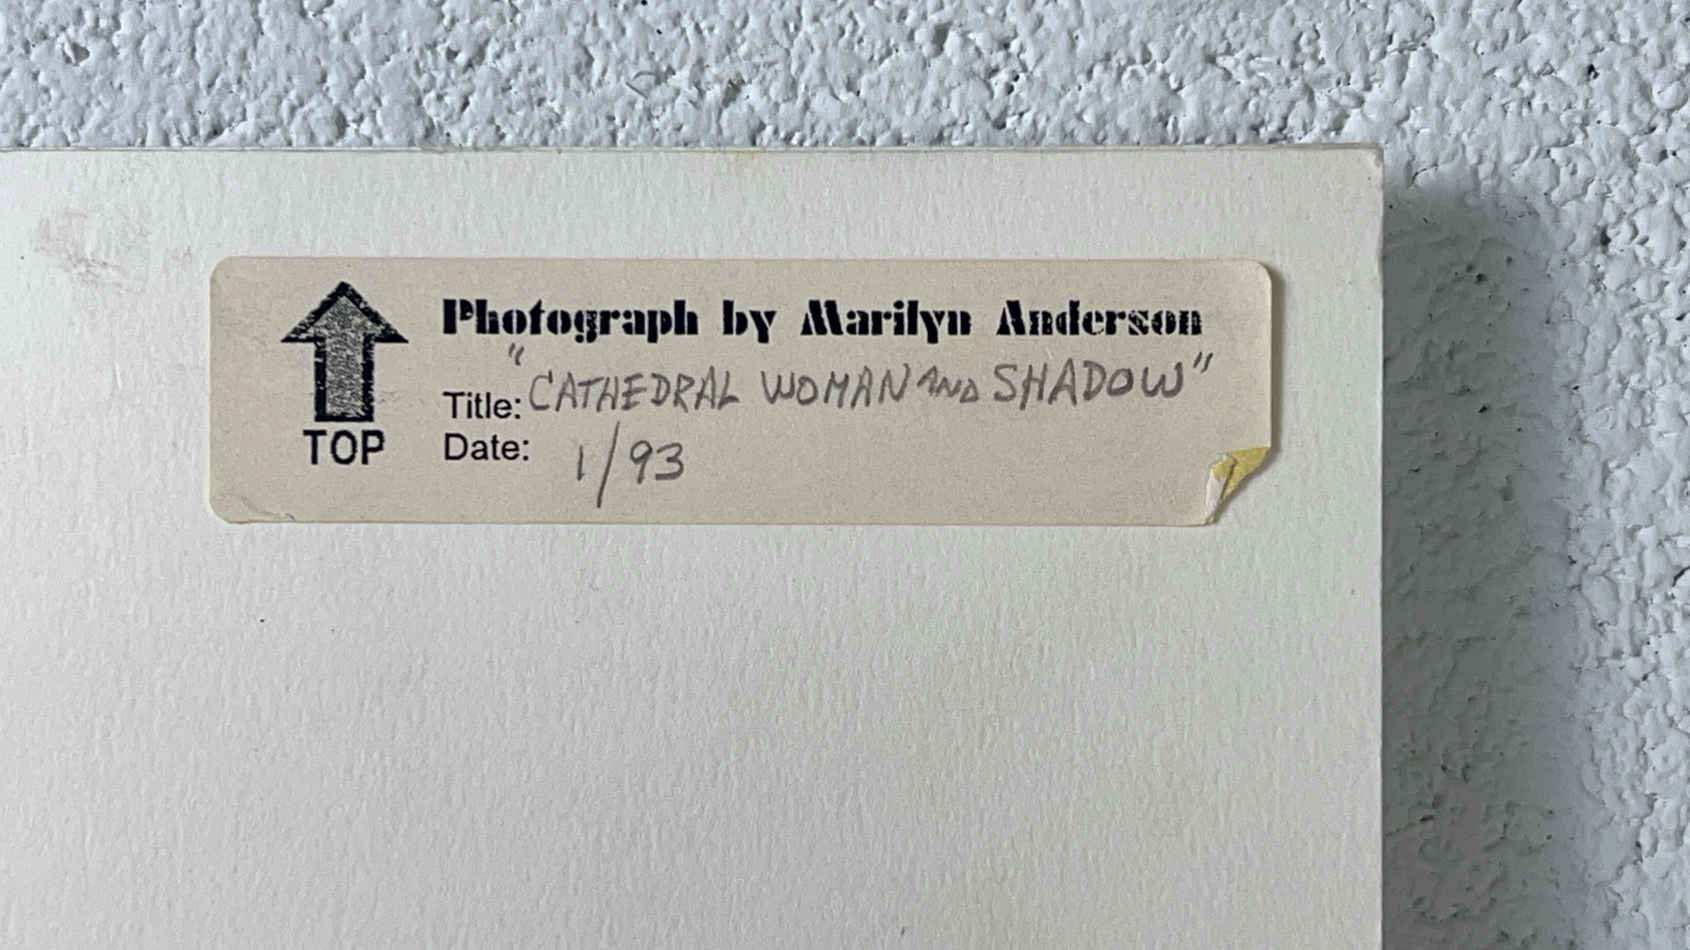 Photograph by Marilyn Anderson
Title: "CATHEDRAL WOMAN AND SHADOW"
Date: 1/93
TOP